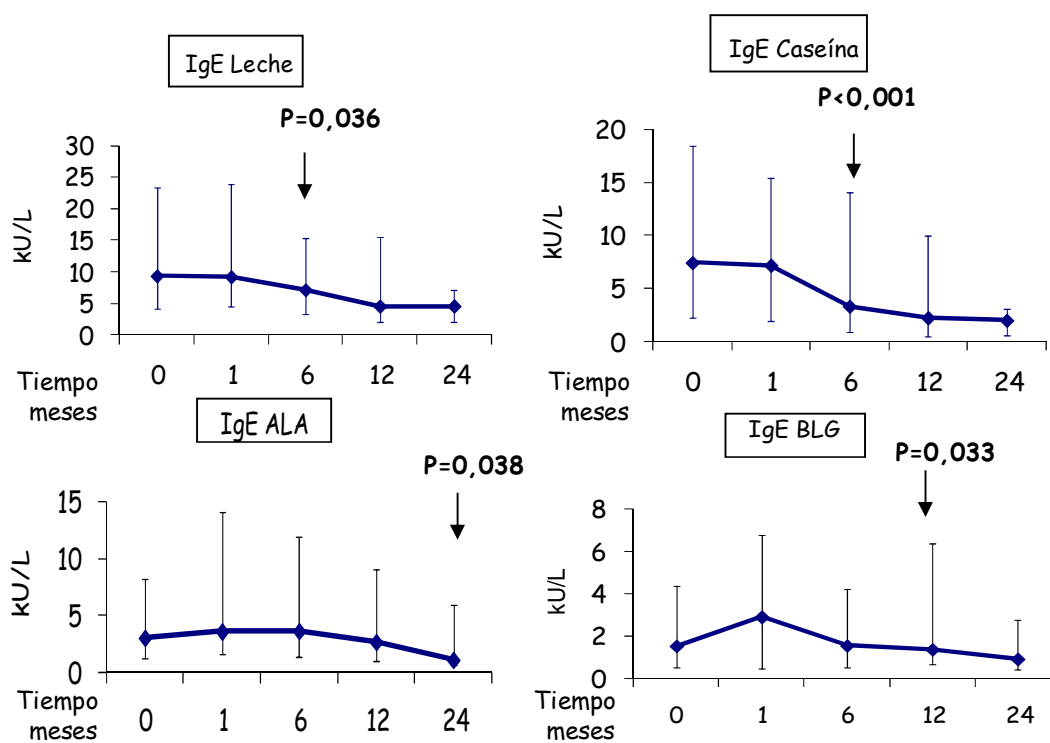 IgE Leche
P=0,036
30
25
20
15
10
5
0
kU/L
0 1 6 12 24
Tiempo
meses
IgE Caseína
P<0,001
20
15
10
5
0
kU/L
0 1 6 12 24
Tiempo
meses
IgE ALA
P=0,038
15
10
5
0
kU/L
0 1 6 12 24
Tiempo
meses
IgE BLG
P=0,033
8
6
4
2
0
kU/L
0 1 6 12 24
Tiempo
meses